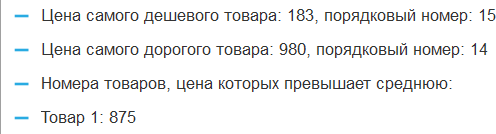 Цена самого дешевого товара: 183, порядковый номер: 15
Цена самого дорогого товара: 980, порядковый номер: 14
Номера товаров, цена которых превышает среднюю:
Товар 1: 875